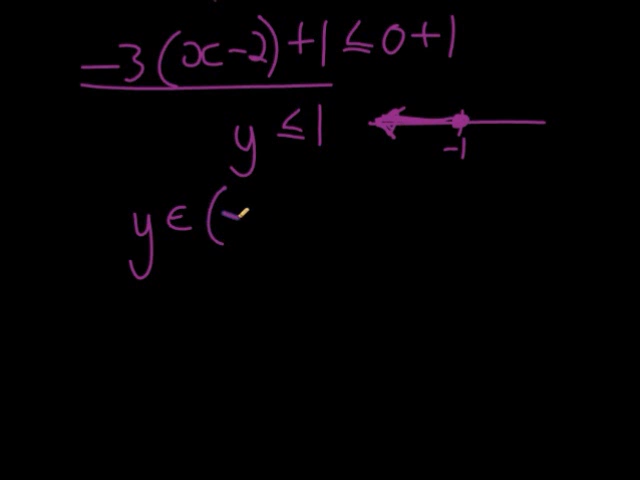 -3(x-2)+1≤0+1
y ≤ 1
-1
y ∈ (-